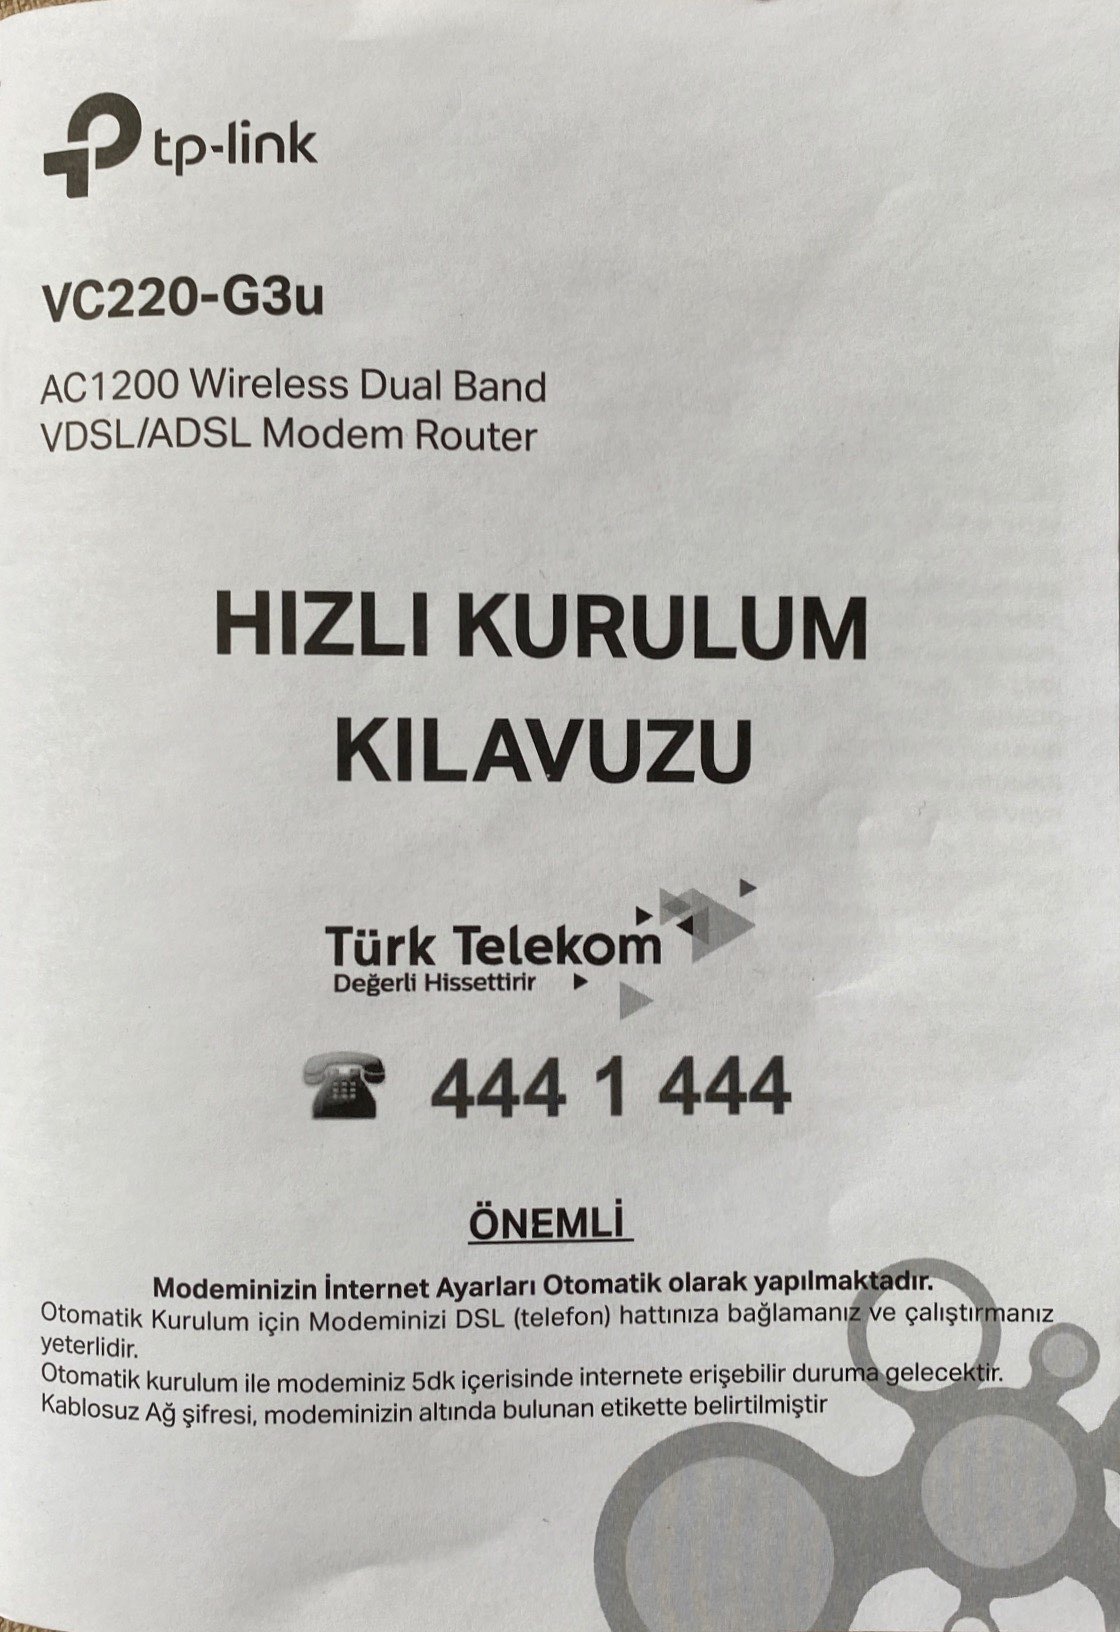 tp-link
VC220-G3u
AC1200 Wireless Dual Band
VDSL/ADSL Modem Router
HIZLI KURULUM
KILAVUZU
Türk Telekom
Değerli Hissettirir
444 1 444
ÖNEMLİ
Modeminizin İnternet Ayarları Otomatik olarak yapılmaktadır.
Otomatik Kurulum için Modeminizi DSL (telefon) hattınıza bağlamanız ve çalıştırmanız
yeterlidir.
Otomatik kurulum ile modeminiz 5dk içerisinde internete erişebilir duruma gelecektir.
Kablosuz Ağ şifresi, modeminizin altında bulunan etikette belirtilmiştir